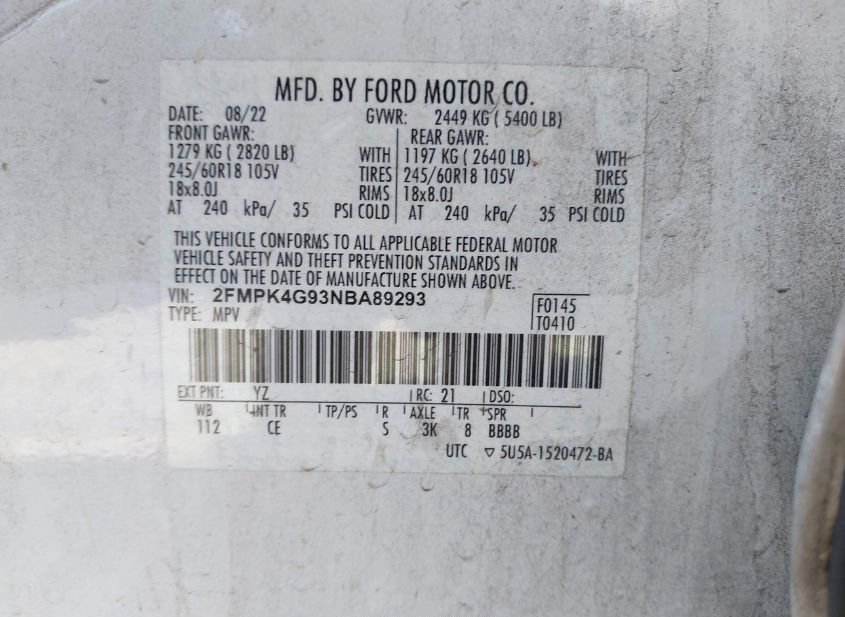 MFD. BY FORD MOTOR CO.
DATE: 08/22 GVWR: 2449 KG ( 5400 LB)
FRONT GAWR: REAR GAWR:
1279 KG ( 2820 LB) WITH 1197 KG ( 2640 LB) WITH
245/60R18 105V TIRES 245/60R18 105V TIRES
18x8.0J RIMS 18x8.0J RIMS
AT 240 kPa/ 35 PSI COLD AT 240 kPa/ 35 PSI COLD
THIS VEHICLE CONFORMS TO ALL APPLICABLE FEDERAL MOTOR
VEHICLE SAFETY AND THEFT PREVENTION STANDARDS IN
EFFECT ON THE DATE OF MANUFACTURE SHOWN ABOVE.
VIN: 2FMPK4G93NBA89293 F0145
TYPE: MPV T0410
EXT PNT: YZ RC: 21 DSO:
WB INT TR TP/PS R AXLE TR SPR
112 CE S 3K 8 BBBB
UTC ▽ 5U5A-1520472-BA